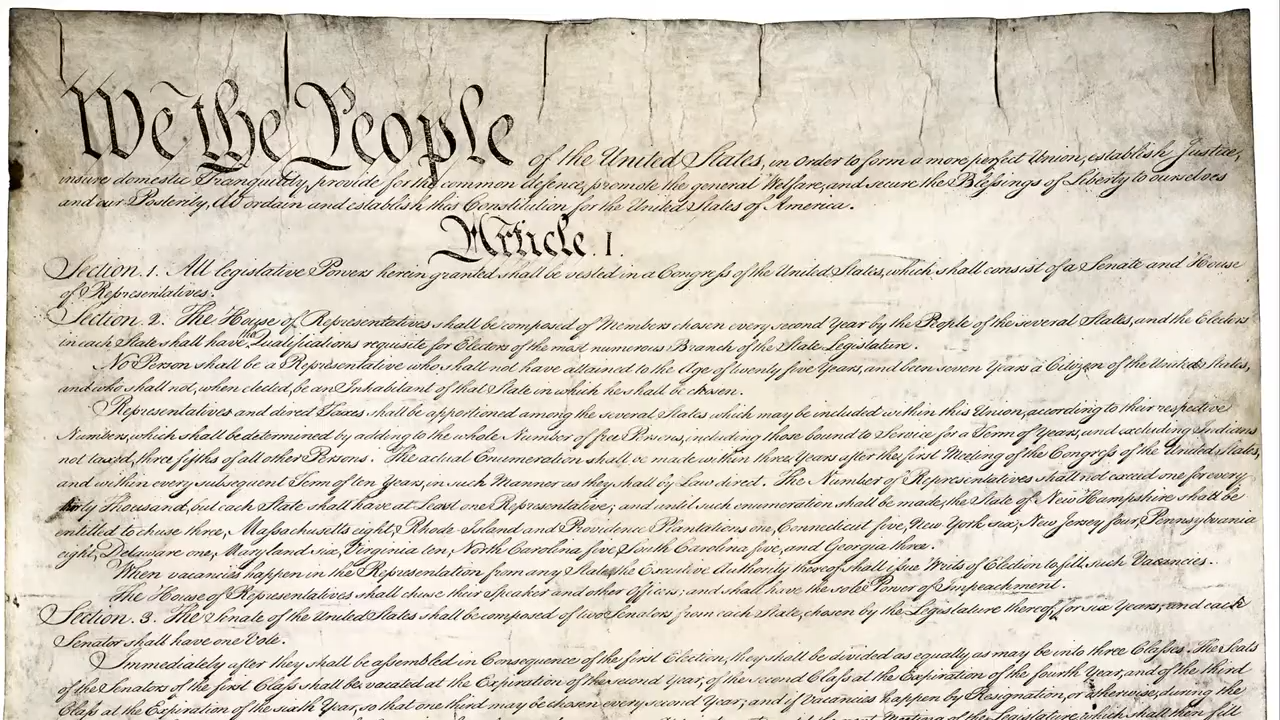 We the People of the United States, in Order to form a more perfect Union, establish Justice,
insure domestic Tranquility, provide for the common defence, promote the general Welfare, and secure the Blessings of Liberty to ourselves
and our Posterity, do ordain and establish this Constitution for the United States of America.
Article. I.
Section. 1. All legislative Powers herein granted shall be vested in a Congress of the United States, which shall consist of a Senate and House
of Representatives.
Section. 2. The House of Representatives shall be composed of Members chosen every second Year by the People of the several States, and the Electors
in each State shall have the Qualifications requisite for Electors of the most numerous Branch of the State Legislature.
No Person shall be a Representative who shall not have attained to the Age of twenty five Years, and been seven Years a Citizen of the United States,
and who shall not, when elected, be an Inhabitant of that State in which he shall be chosen.
Representatives and direct Taxes shall be apportioned among the several States which may be included within this Union, according to their respective
Numbers, which shall be determined by adding to the whole Number of free Persons, including those bound to Service for a Term of Years, and excluding Indians
not taxed, three fifths of all other Persons. The actual Enumeration shall be made within three Years after the first Meeting of the Congress of the United States,
and within every subsequent Term of ten Years, in such Manner as they shall by Law direct. The Number of Representatives shall not exceed one for every
thirty Thousand, but each State shall have at Least one Representative; and until such enumeration shall be made, the State of New Hampshire shall be
entitled to chuse three, Massachusetts eight, Rhode Island and Providence Plantations one, Connecticut five, New York six, New Jersey four, Pennsylvania
eight, Delaware one, Maryland six, Virginia ten, North Carolina five, South Carolina five, and Georgia three.
When vacancies happen in the Representation from any State, the Executive Authority thereof shall issue Writs of Election to fill such Vacancies.
The House of Representatives shall chuse their Speaker and other Officers; and shall have the sole Power of Impeachment.
Section. 3. The Senate of the United States shall be composed of two Senators from each State, chosen by the Legislature thereof, for six Years; and each
Senator shall have one Vote.
Immediately after they shall be assembled in Consequence of the first Election, they shall be divided as equally as may be into three Classes. The Seats
of the Senators of the first Class shall be vacated at the Expiration of the second Year, of the second Class at the Expiration of the fourth Year, and of the third
Class at the Expiration of the sixth Year, so that one third may be chosen every second Year; and if Vacancies happen by Resignation, or otherwise, during the
Meeting of the Legislature, which shall then fill